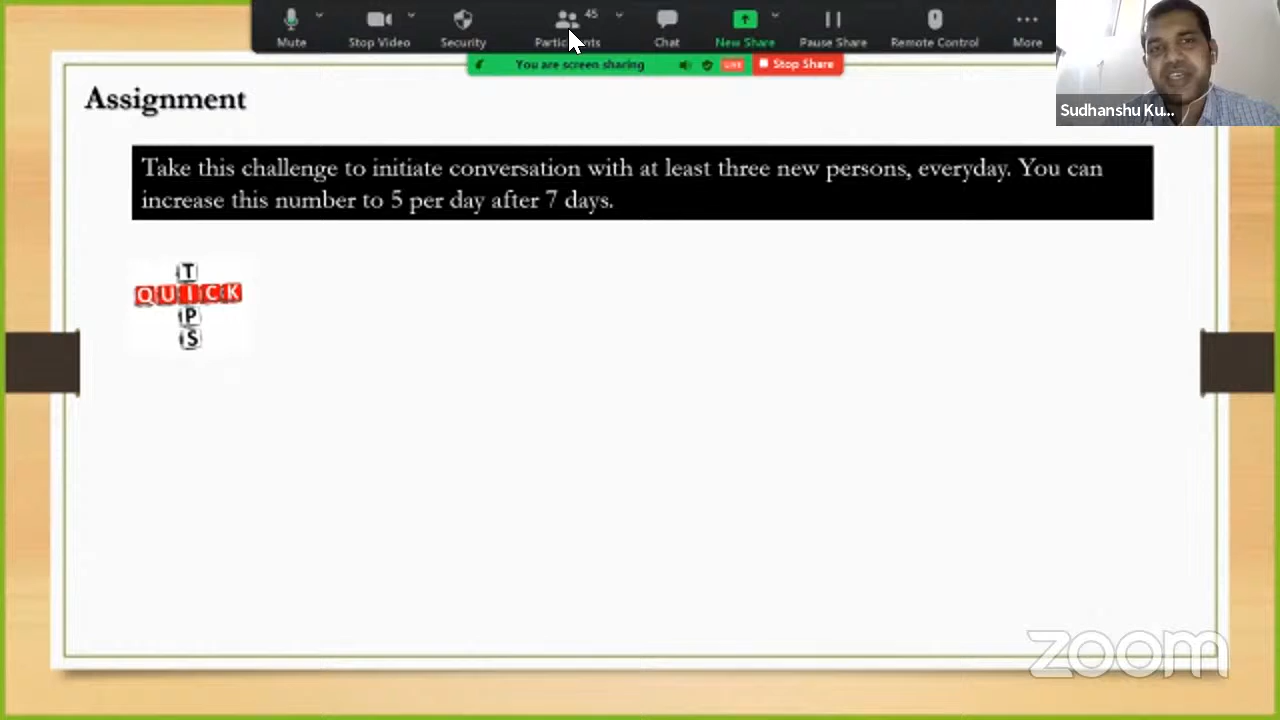 45
Mute
Stop Video
Security
Participants
Chat
New Share
Pause Share
Remote Control
More
You are screen sharing
LIVE
Stop Share
Sudhanshu Ku...
Assignment
Take this challenge to initiate conversation with at least three new persons, everyday. You can
increase this number to 5 per day after 7 days.
QUICK
TIPS
zoom